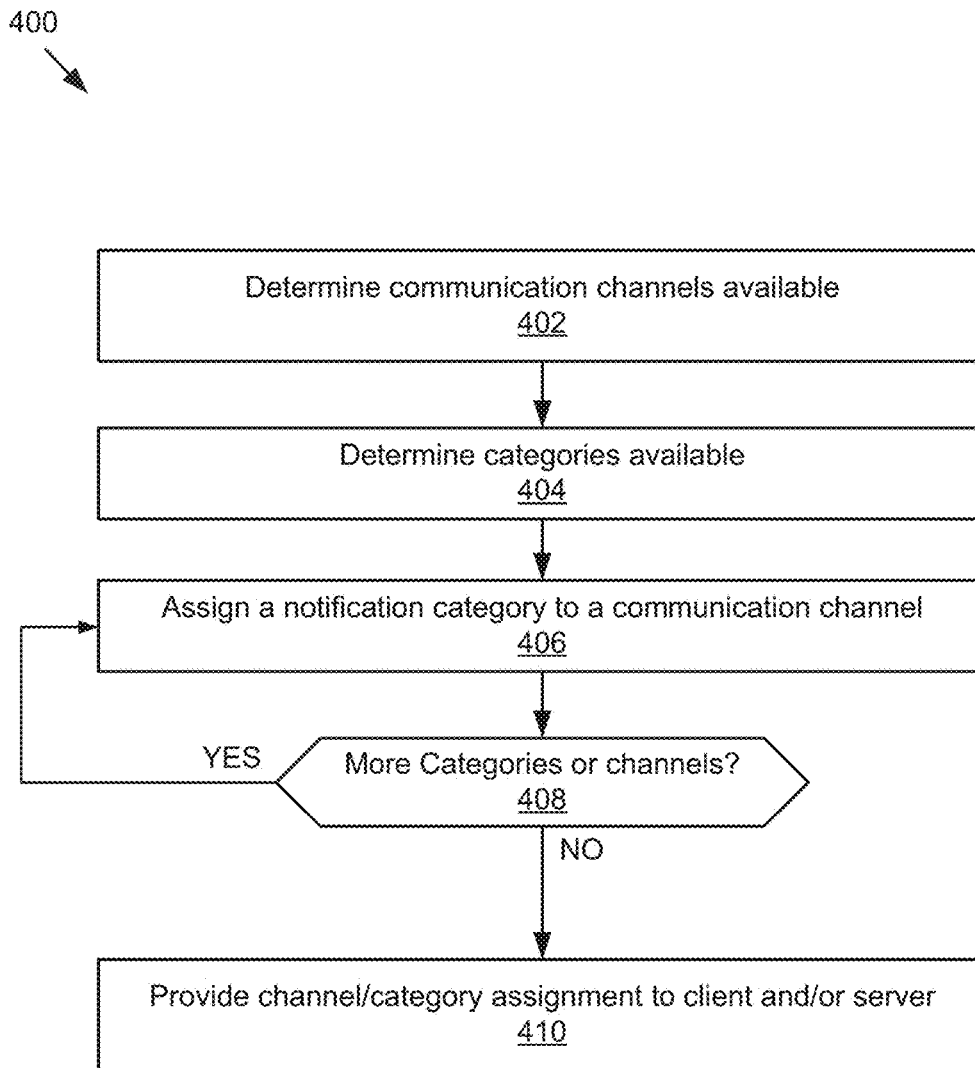 400
Determine communication channels available
402
Determine categories available
404
Assign a notification category to a communication channel
406
YES
More Categories or channels?
408
NO
Provide channel/category assignment to client and/or server
410